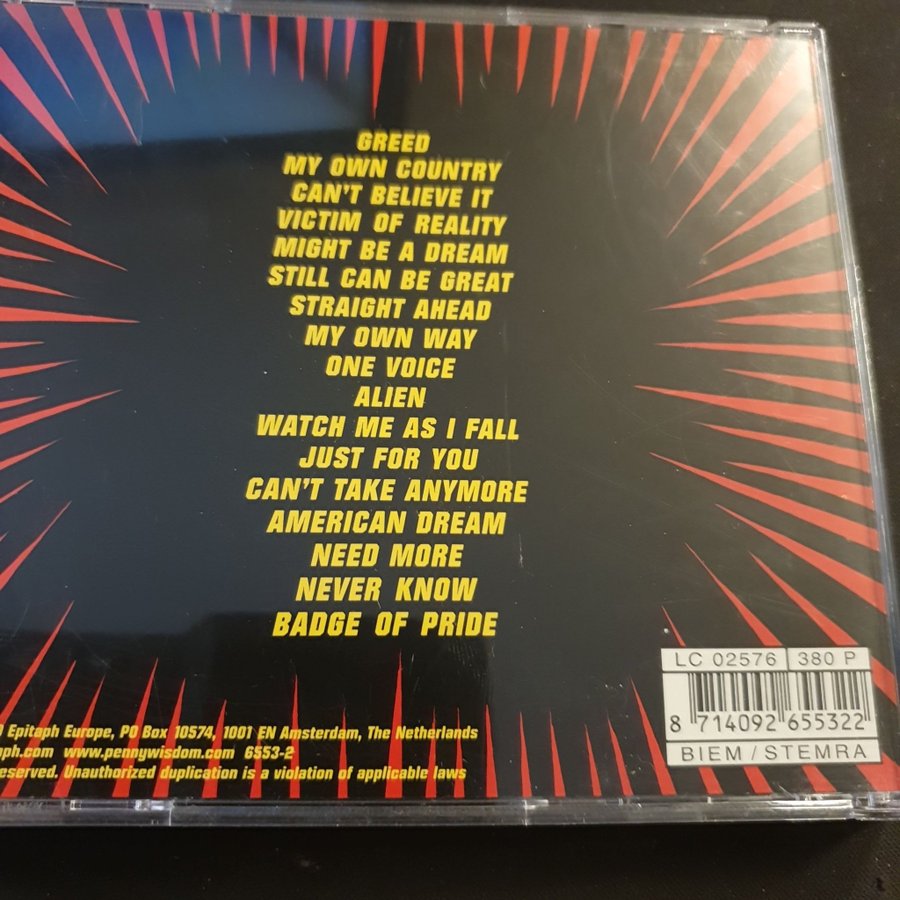 GREED
MY OWN COUNTRY
CAN'T BELIEVE IT
VICTIM OF REALITY
MIGHT BE A DREAM
STILL CAN BE GREAT
STRAIGHT AHEAD
MY OWN WAY
ONE VOICE
ALIEN
WATCH ME AS I FALL
JUST FOR YOU
CAN'T TAKE ANYMORE
AMERICAN DREAM
NEED MORE
NEVER KNOW
BADGE OF PRIDE
LC 02576 380 P
8 714092 655322
BIEM / STEMRA
Epitaph Europe, PO Box 10574, 1001 EN Amsterdam, The Netherlands
aph.com www.pennywisdom.com 6553-2
eserved. Unauthorized duplication is a violation of applicable laws